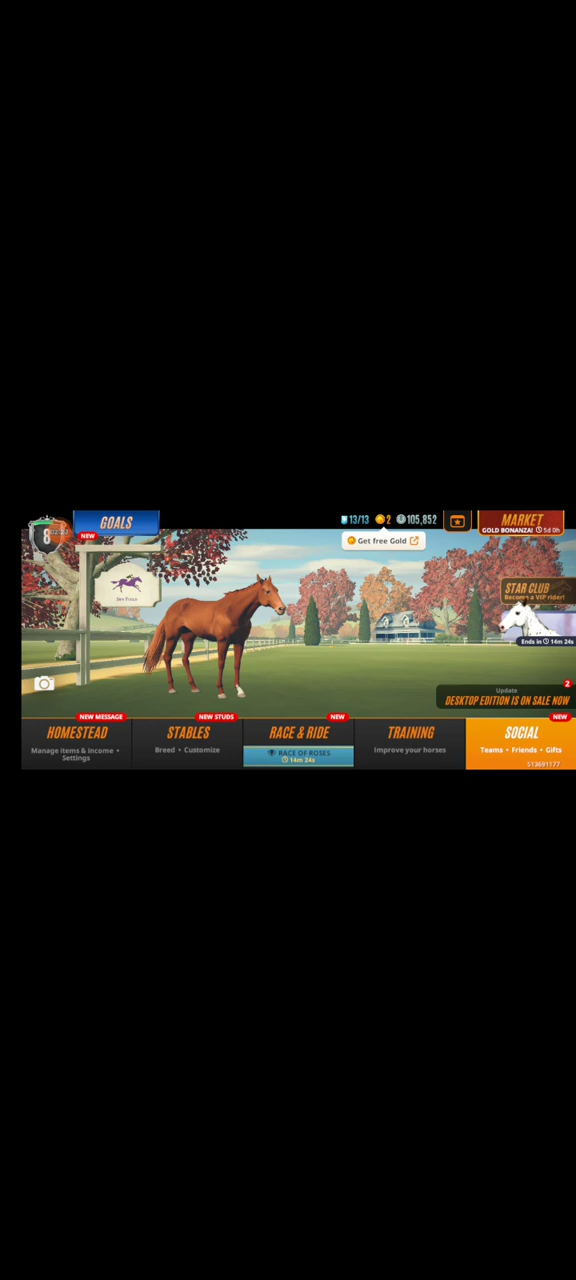 8
GOALS
NEW
13/13
2
105,852
MARKET
GOLD BONANZA! 5d 0h
Get free Gold
STAR CLUB
Become a VIP rider!
Ends in 14m 24s
2
Update
DESKTOP EDITION IS ON SALE NOW
NEW MESSAGE
HOMESTEAD
Manage items & income •
Settings
NEW STUDS
STABLES
Breed • Customize
NEW
RACE & RIDE
RACE OF ROSES
14m 24s
TRAINING
Improve your horses
NEW
SOCIAL
Teams • Friends • Gifts
513691177